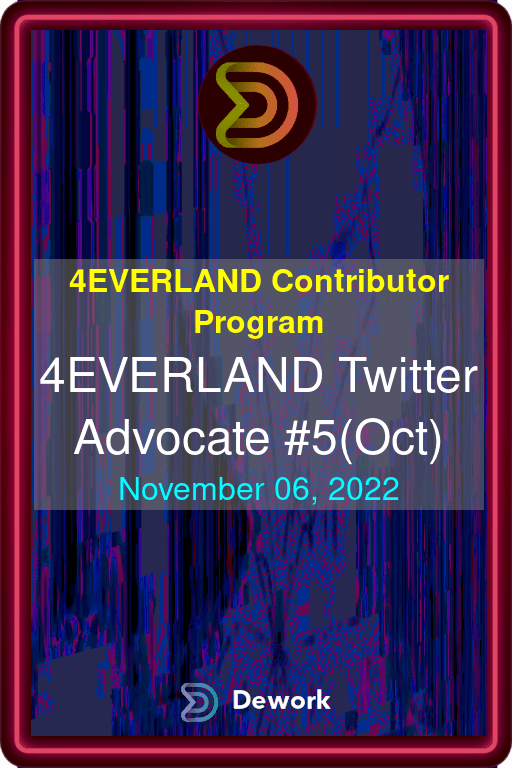 4EVERLAND Contributor
Program
4EVERLAND Twitter
Advocate #5(Oct)
November 06, 2022
Dework